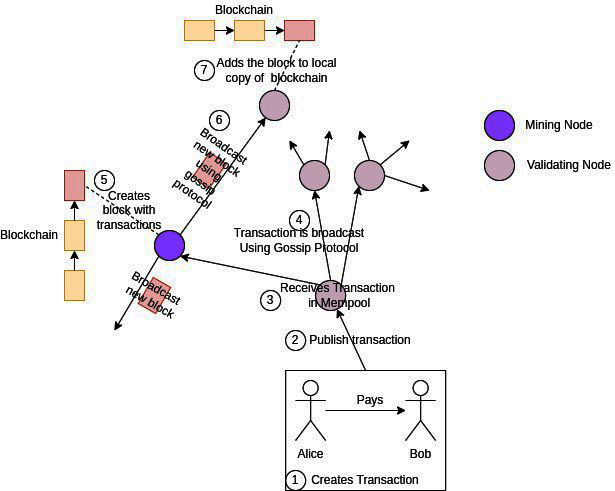 Blockchain
7
Adds the block to local
copy of blockchain
6
Broadcast
new block
using
gossip
protocol
Mining Node
Validating Node
5
Creates
block with
transactions
Blockchain
4
Transaction is broadcast
Using Gossip Protocol
Broadcast
new block
3
Receives Transaction
in Mempool
2
Publish transaction
Pays
Alice
Bob
1
Creates Transaction